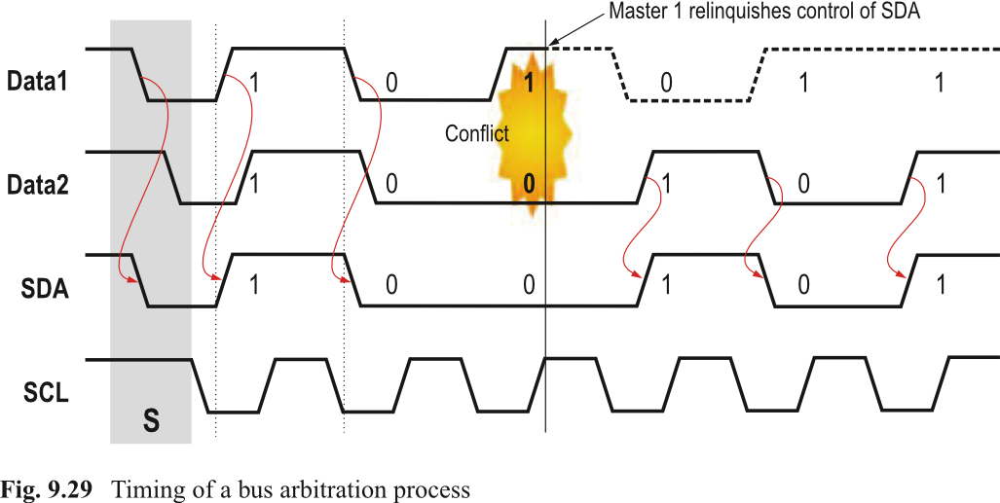 Master 1 relinquishes control of SDA
Data1 1 0 1 0 1 1
Conflict
Data2 1 0 0 1 0 1
SDA 1 0 0 1 0 1
SCL
S
Fig. 9.29 Timing of a bus arbitration process